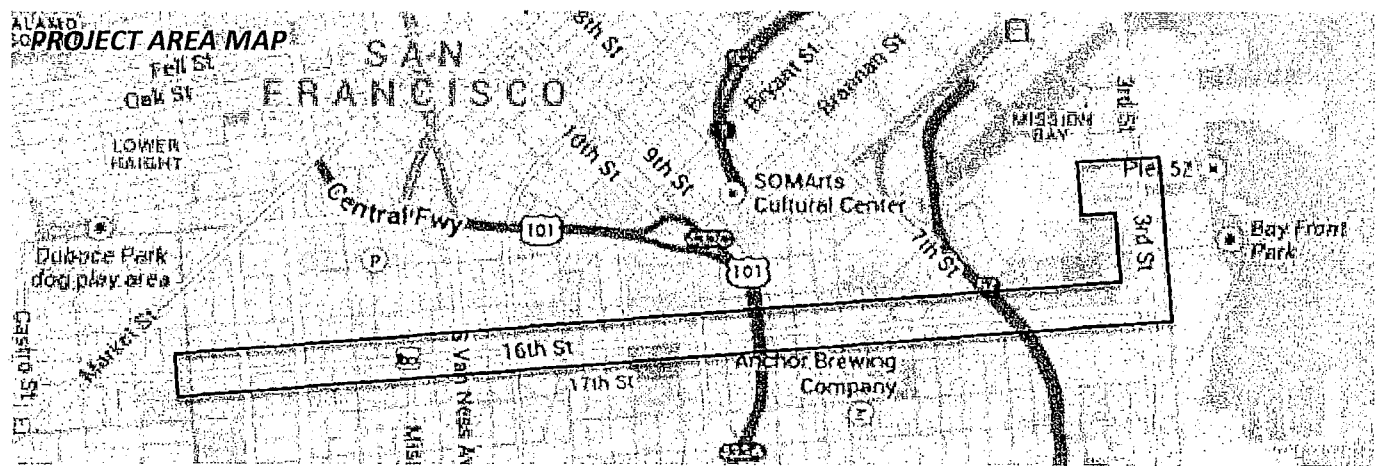 ALAMO
PROJECT AREA MAP
Fell St
Oak St
SAN
FRANCISCO
LOWER
HAIGHT
8th St
Bryant St
Brannan St
3rd St
MISSION
BAY
10th St
9th St
SOMArts
Cultural Center
Pier 52
Central Fwy
101
101
7th St
3rd St
Bay Front
Park
Duboce Park
dog play area
P
Market St
Castro St
16th St
17th St
S Van Ness Av
Anchor Brewing
Company